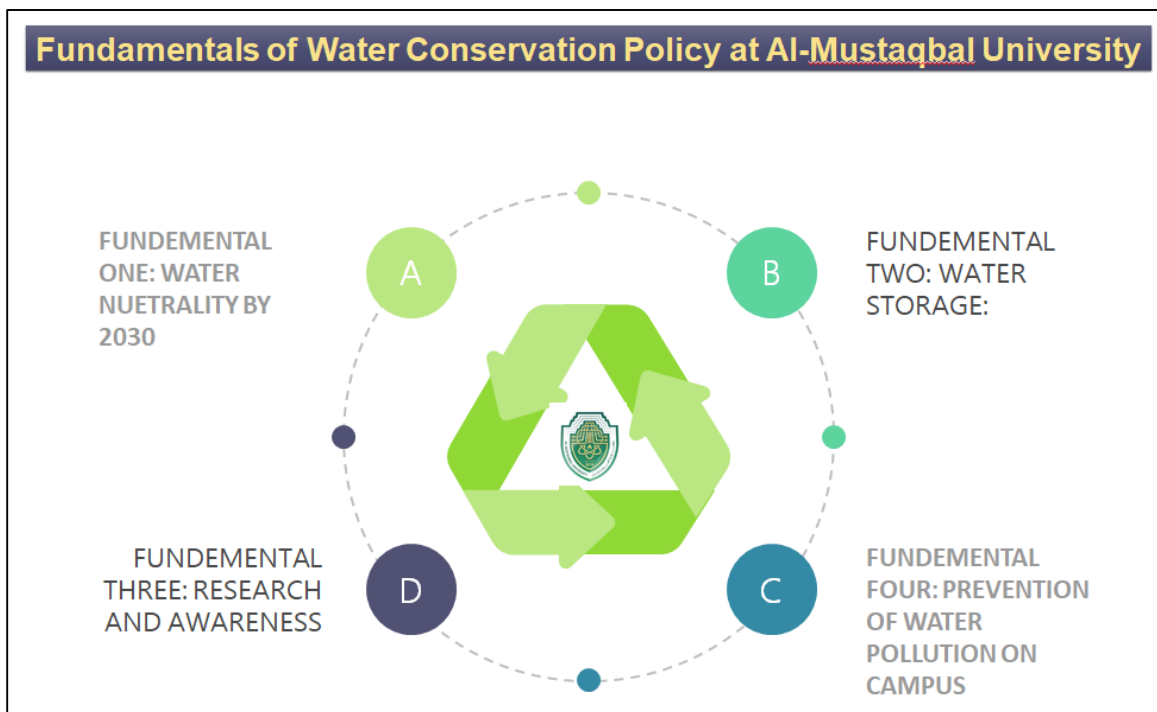 Fundamentals of Water Conservation Policy at Al-Mustaqbal University
A
FUNDEMENTAL
ONE: WATER
NUETRALITY BY
2030
B
FUNDEMENTAL
TWO: WATER
STORAGE:
D
FUNDEMENTAL
THREE: RESEARCH
AND AWARENESS
C
FUNDEMENTAL
FOUR: PREVENTION
OF WATER
POLLUTION ON
CAMPUS